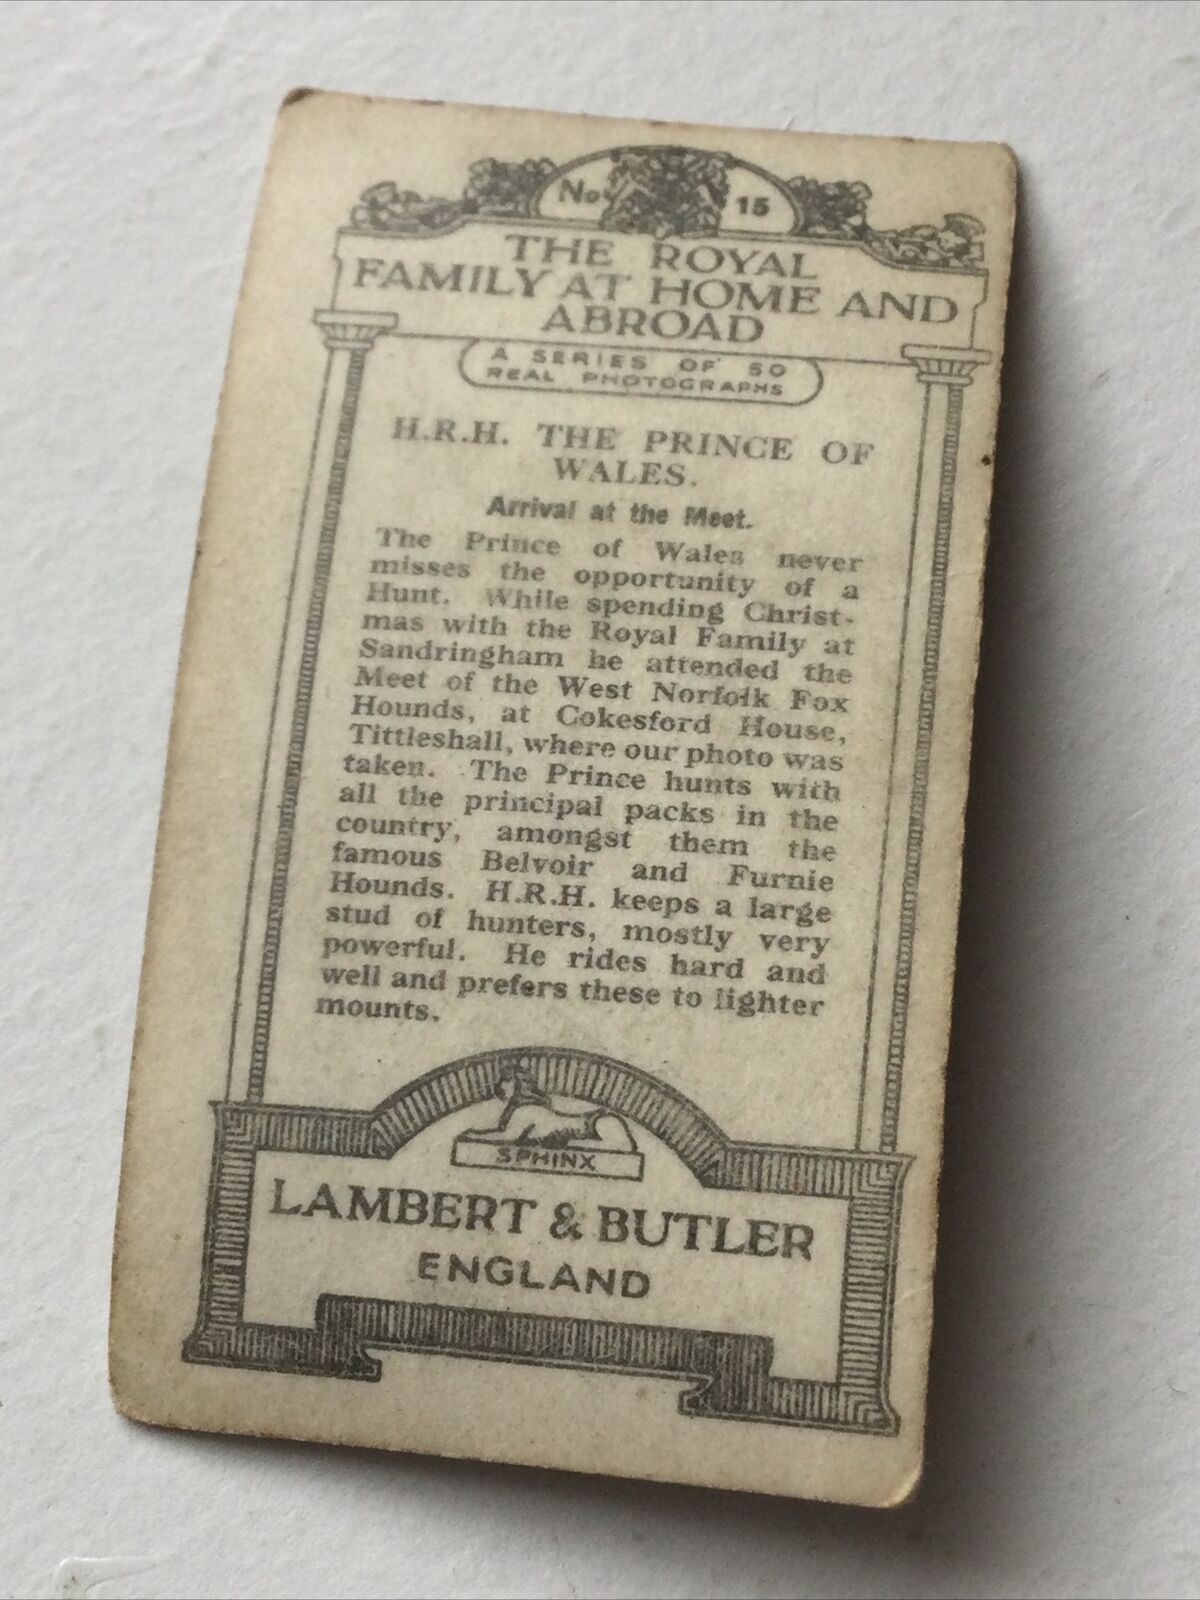 No. 15
THE ROYAL
FAMILY AT HOME AND
ABROAD
A SERIES OF 50
REAL PHOTOGRAPHS
H.R.H. THE PRINCE OF
WALES.
Arrival at the Meet.
The Prince of Wales never
misses the opportunity of a
Hunt. While spending Christ-
mas with the Royal Family at
Sandringham he attended the
Meet of the West Norfolk Fox
Hounds, at Cokesford House,
Tittleshall, where our photo was
taken. The Prince hunts with
all the principal packs in the
country, amongst them the
famous Belvoir and Furnie
Hounds. H.R.H. keeps a large
stud of hunters, mostly very
powerful. He rides hard and
well and prefers these to lighter
mounts.
SPHINX
LAMBERT & BUTLER
ENGLAND